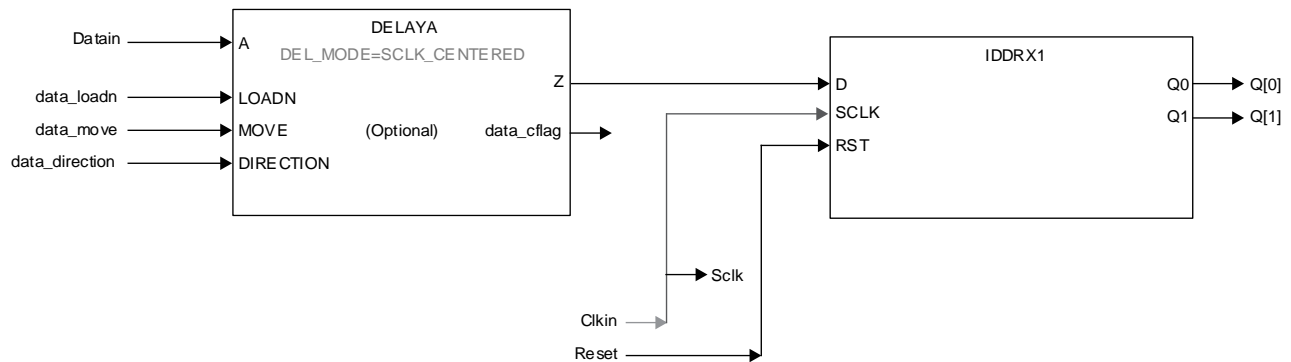 DELAYA
DEL_MODE=SCLK_CENTERED
Datain
A
Z
data_loadn
LOADN
data_move
MOVE
(Optional)
data_cflag
data_direction
DIRECTION
IDDRX1
D
Q0
Q[0]
SCLK
Q1
Q[1]
RST
Sclk
Clkin
Reset